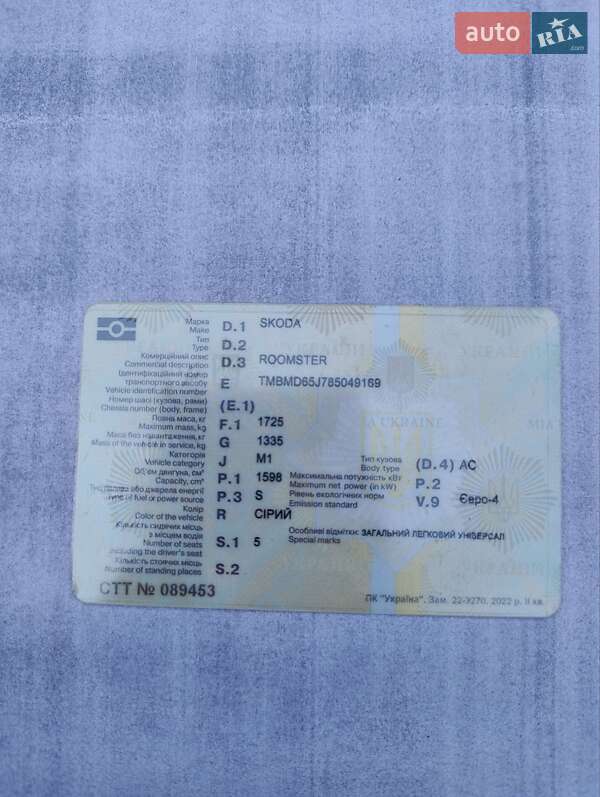 auto RIA.com
Марка
Make D.1 SKODA
Тип
Type D.2
Комерційний опис
Commercial description D.3 ROOMSTER
Ідентифікаційний номер
транспортного засобу
Vehicle identification number E TMBMD65J785049169
Номер шасі (кузова, рами)
Chassis number (body, frame) (E.1)
Повна маса, кг
Maximum mass, kg F.1 1725
Маса без навантаження, кг
Mass of the vehicle in service, kg G 1335
Категорія
Vehicle category J M1
Тип кузова
Body type (D.4) AC
Об'єм двигуна, см³
Capacity, cm³ P.1 1598
Максимальна потужність кВт
Maximum net power (in kW) P.2
Тип палива або джерела енергії
Type of fuel or power source P.3 S
Рівень екологічних норм
Emission standard V.9 Євро-4
Колір
Color of the vehicle R СІРИЙ
Кількість сидячих місць
з місцем водія
Number of seats
including the driver's seat S.1 5
Особливі відмітки: ЗАГАЛЬНИЙ ЛЕГКОВИЙ УНІВЕРСАЛ
Special marks
Кількість стоячих місць
Number of standing places S.2
СТТ № 089453
ПК "Україна". Зам. 22-3270. 2022 р. II кв.
УКРАЇНА
UKRAINE